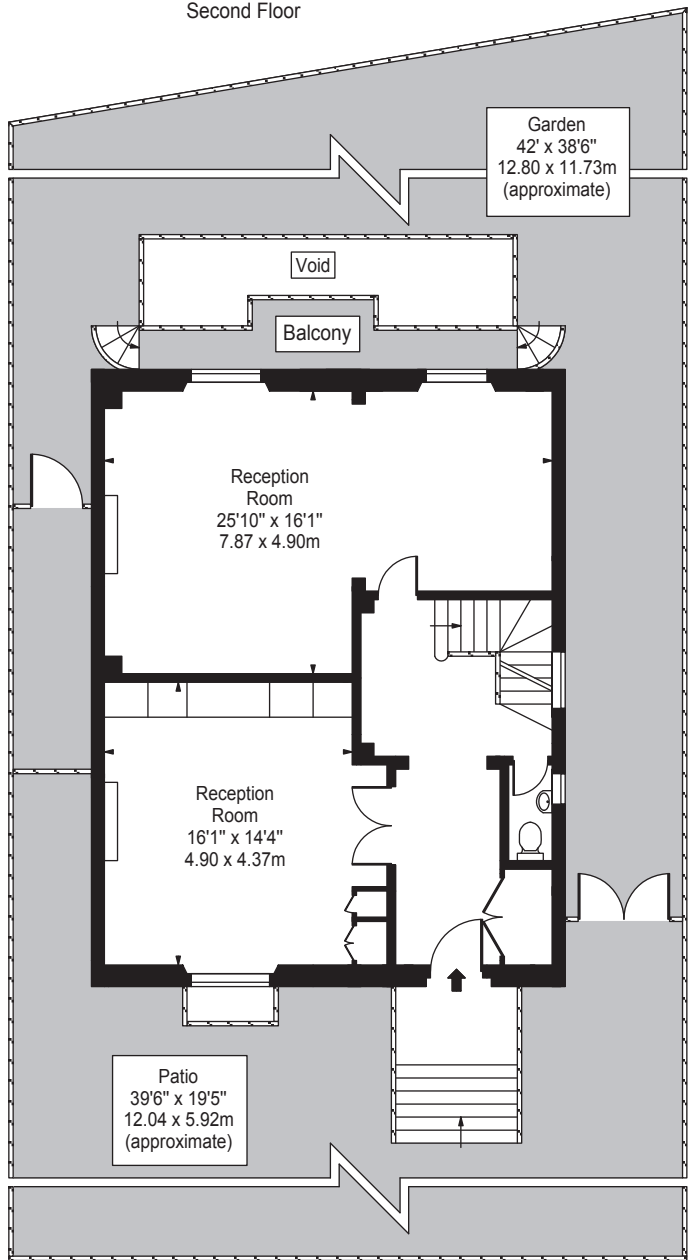 Second Floor
Garden
42' x 38'6"
12.80 x 11.73m
(approximate)
Void
Balcony
Reception
Room
25'10" x 16'1"
7.87 x 4.90m
Reception
Room
16'1" x 14'4"
4.90 x 4.37m
Patio
39'6" x 19'5"
12.04 x 5.92m
(approximate)